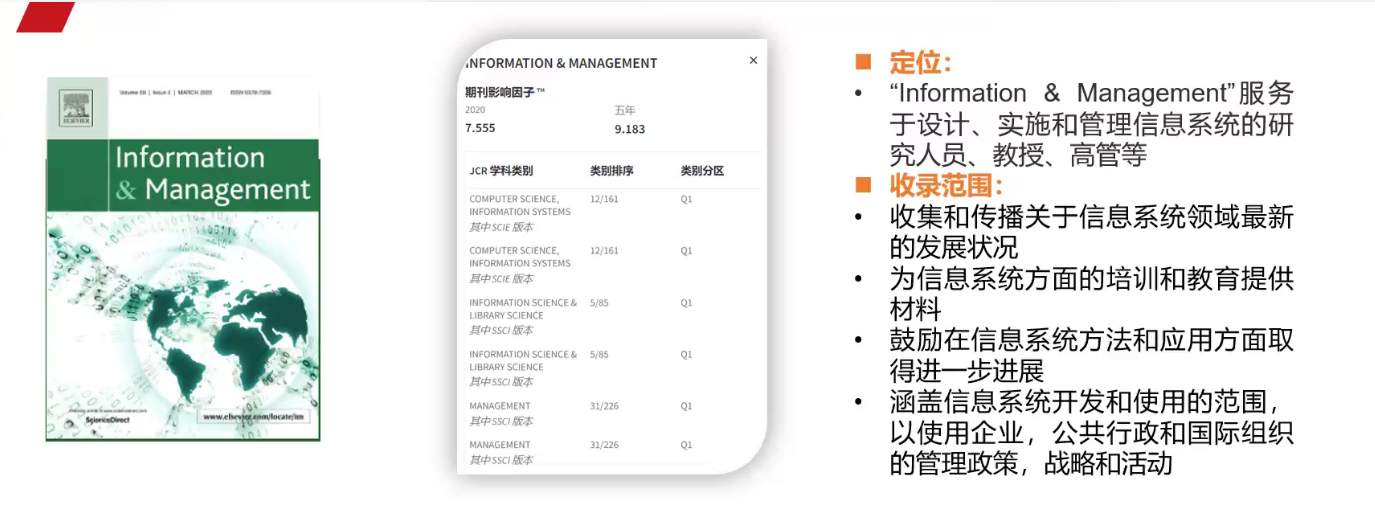 ELSEVIER
Information
& Management
ScienceDirect
www.elsevier.com/locate/im
INFORMATION & MANAGEMENT
×
期刊影响因子™
2020
五年
7.555
9.183
JCR 学科类别 类别排序 类别分区
COMPUTER SCIENCE, 12/161 Q1
INFORMATION SYSTEMS
其中 SCIE 版本
COMPUTER SCIENCE, 12/161 Q1
INFORMATION SYSTEMS
其中 SCIE 版本
INFORMATION SCIENCE & 5/85 Q1
LIBRARY SCIENCE
其中 SSCI 版本
INFORMATION SCIENCE & 5/85 Q1
LIBRARY SCIENCE
其中 SSCI 版本
MANAGEMENT 31/226 Q1
其中 SSCI 版本
MANAGEMENT 31/226 Q1
其中 SSCI 版本
■ 定位：
• “Information & Management”服务
于设计、实施和管理信息系统的研
究人员、教授、高管等
■ 收录范围：
• 收集和传播关于信息系统领域最新
的发展状况
• 为信息系统方面的培训和教育提供
材料
• 鼓励在信息系统方法和应用方面取
得进一步进展
• 涵盖信息系统开发和使用的范围，
以使用企业，公共行政和国际组织
的管理政策，战略和活动